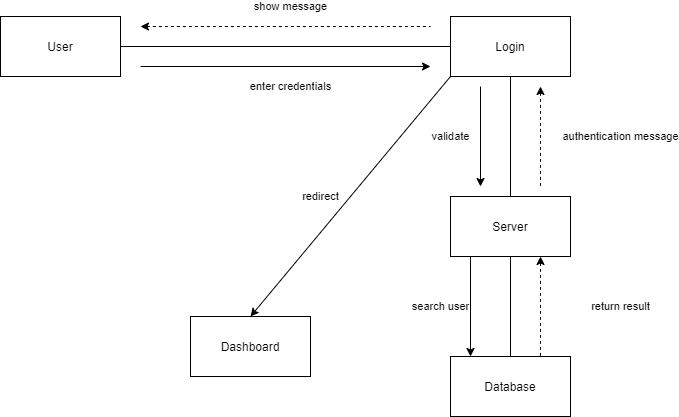 show message
User
Login
enter credentials
validate
authentication message
redirect
Server
search user
return result
Dashboard
Database